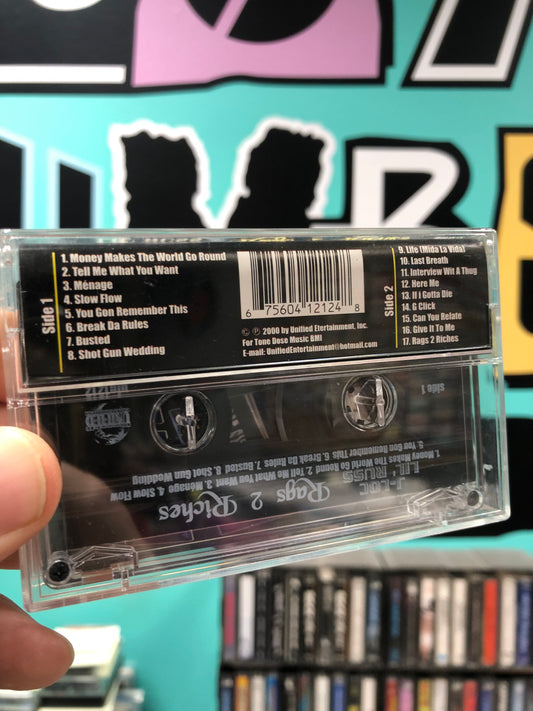 Side 1
1. Money Makes The World Go Round
2. Tell Me What You Want
3. Ménage
4. Slow Flow
5. You Gon Remember This
6. Break Da Rules
7. Busted
8. Shot Gun Wedding
6 75604 12124 8
℗ © 2000 by Unified Etertainment, Inc.
For Tone Dose Music BMI
E-mail: UnifiedEntertainment@hotmail.com
Side 2
9. Life (Mida La Vida)
10. Last Breath
11. Interview Wit A Thug
12. Here Me
13. If I Gotta Die
14. G Click
15. Can You Relate
16. Give It To Me
17. Rags 2 Riches
side 1
J-LOC
LIL RUSS
Rags 2 Riches
1. Money Makes The World Go Round 2. Tell Me What You Want 3. Ménage 4. Slow Flow
5. You Gon Remember This 6. Break Da Rules 7. Busted 8. Shot Gun Wedding
UNIFIED